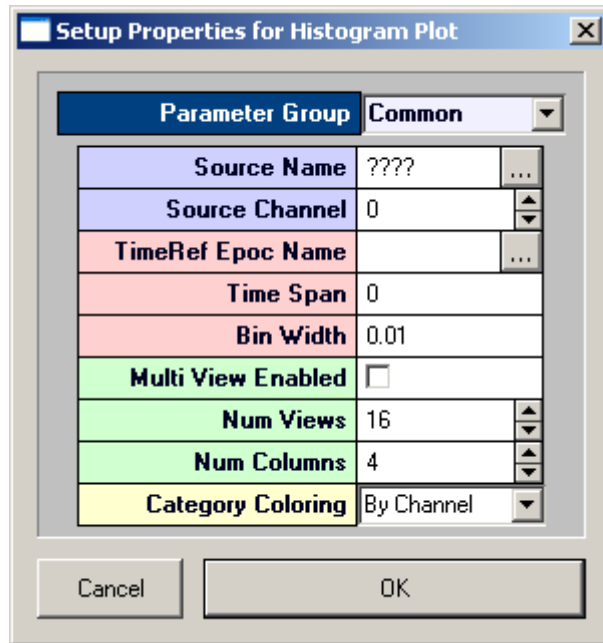 Setup Properties for Histogram Plot
Parameter Group Common
Source Name ???? ...
Source Channel 0
TimeRef Epoc Name ...
Time Span 0
Bin Width 0.01
Multi View Enabled
Num Views 16
Num Columns 4
Category Coloring By Channel
Cancel OK